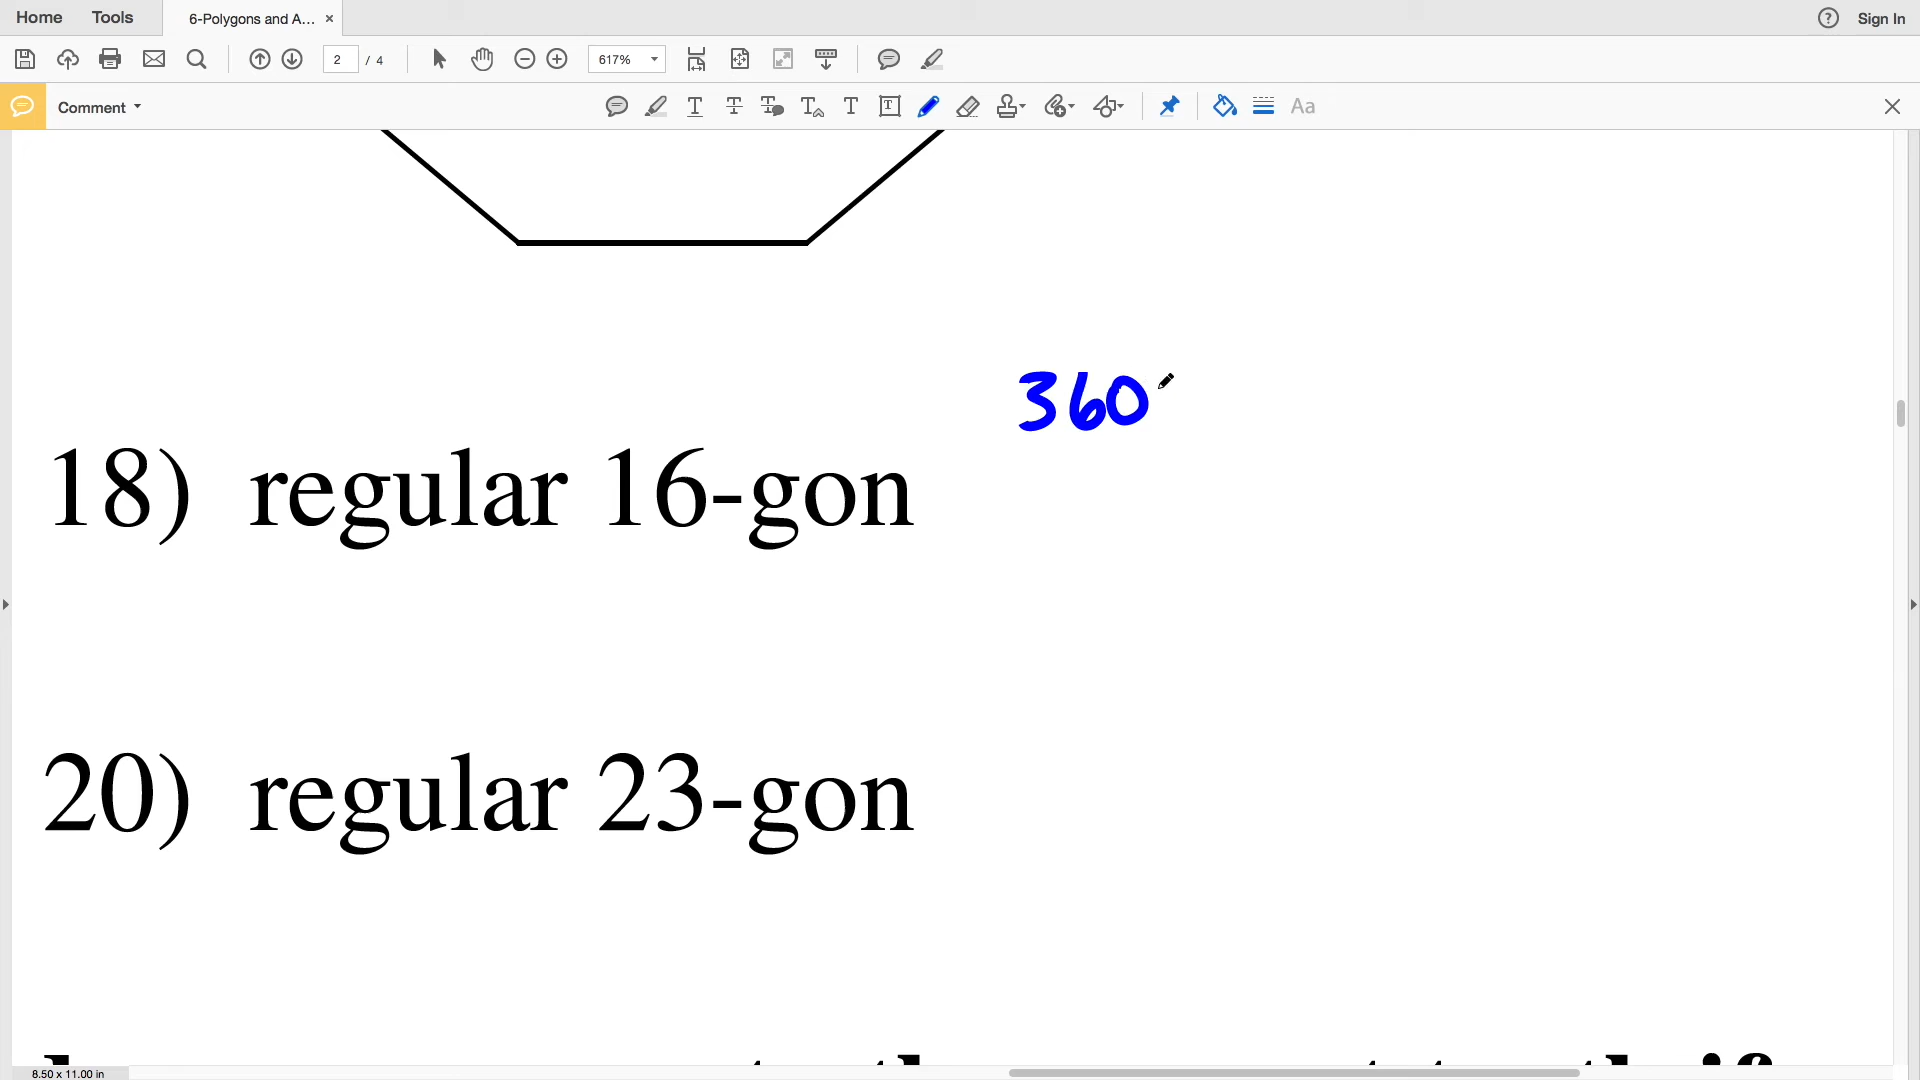 Home Tools 6-Polygons and A... × ? Sign In
2 / 4 617%
Comment Aa
360°
18) regular 16-gon
20) regular 23-gon
8.50 x 11.00 in